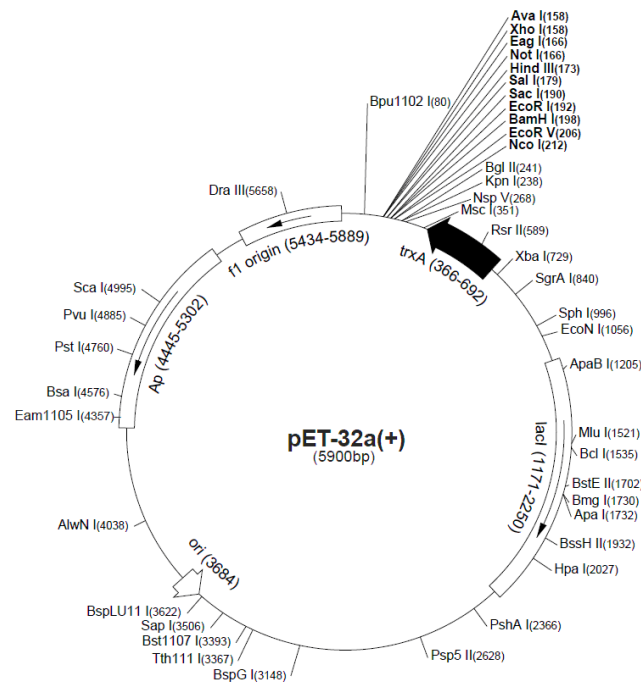 Ava I(158)
Xho I(158)
Eag I(166)
Not I(166)
Hind III(173)
Sal I(179)
Sac I(190)
EcoR I(192)
BamH I(198)
EcoR V(206)
Nco I(212)
Bpu1102 I(80)
Bgl II(241)
Kpn I(238)
Nsp V(268)
Msc I(351)
Rsr II(589)
Xba I(729)
SgrA I(840)
Sph I(996)
EcoN I(1056)
ApaB I(1205)
Mlu I(1521)
Bcl I(1535)
BstE II(1702)
Bmg I(1730)
Apa I(1732)
BssH II(1932)
Hpa I(2027)
PshA I(2366)
Psp5 II(2628)
BspG I(3148)
Tth111 I(3367)
Bst1107 I(3393)
Sap I(3506)
BspLU11 I(3622)
AlwN I(4038)
Eam1105 I(4357)
Bsa I(4576)
Pst I(4760)
Pvu I(4885)
Sca I(4995)
Dra III(5658)
f1 origin (5434-5889)
trxA (366-692)
lacI (1171-2250)
ori (3684)
Ap (4445-5302)
pET-32a(+)
(5900bp)